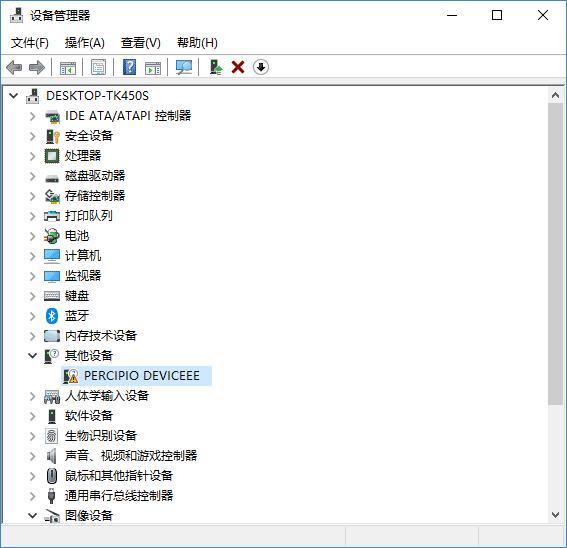 设备管理器
文件(F) 操作(A) 查看(V) 帮助(H)
DESKTOP-TK450S
IDE ATA/ATAPI 控制器
安全设备
处理器
磁盘驱动器
存储控制器
打印队列
电池
计算机
监视器
键盘
蓝牙
内存技术设备
其他设备
PERCIPIO DEVICEEE
人体学输入设备
软件设备
生物识别设备
声音、视频和游戏控制器
鼠标和其他指针设备
通用串行总线控制器
图像设备